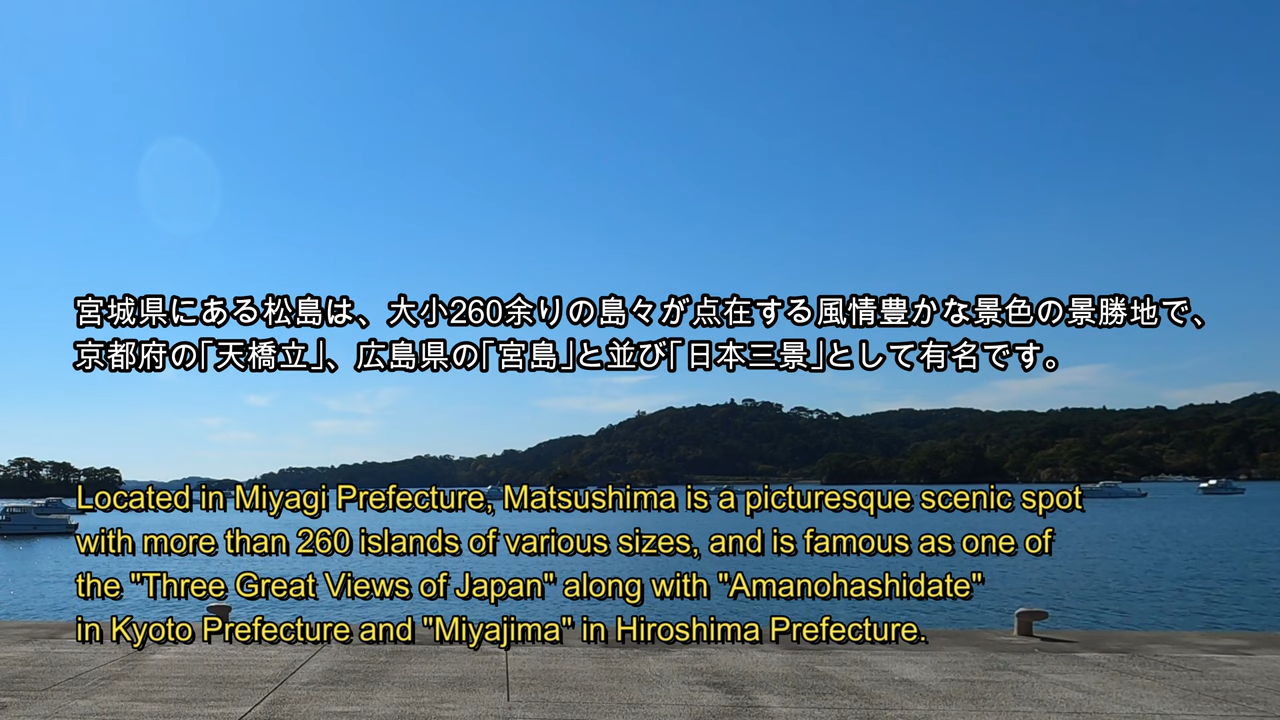 宮城県にある松島は、大小260余りの島々が点在する風情豊かな景色の景勝地で、
京都府の｢天橋立｣、広島県の｢宮島｣と並び｢日本三景｣として有名です。
Located in Miyagi Prefecture, Matsushima is a picturesque scenic spot
with more than 260 islands of various sizes, and is famous as one of
the "Three Great Views of Japan" along with "Amanohashidate"
in Kyoto Prefecture and "Miyajima" in Hiroshima Prefecture.